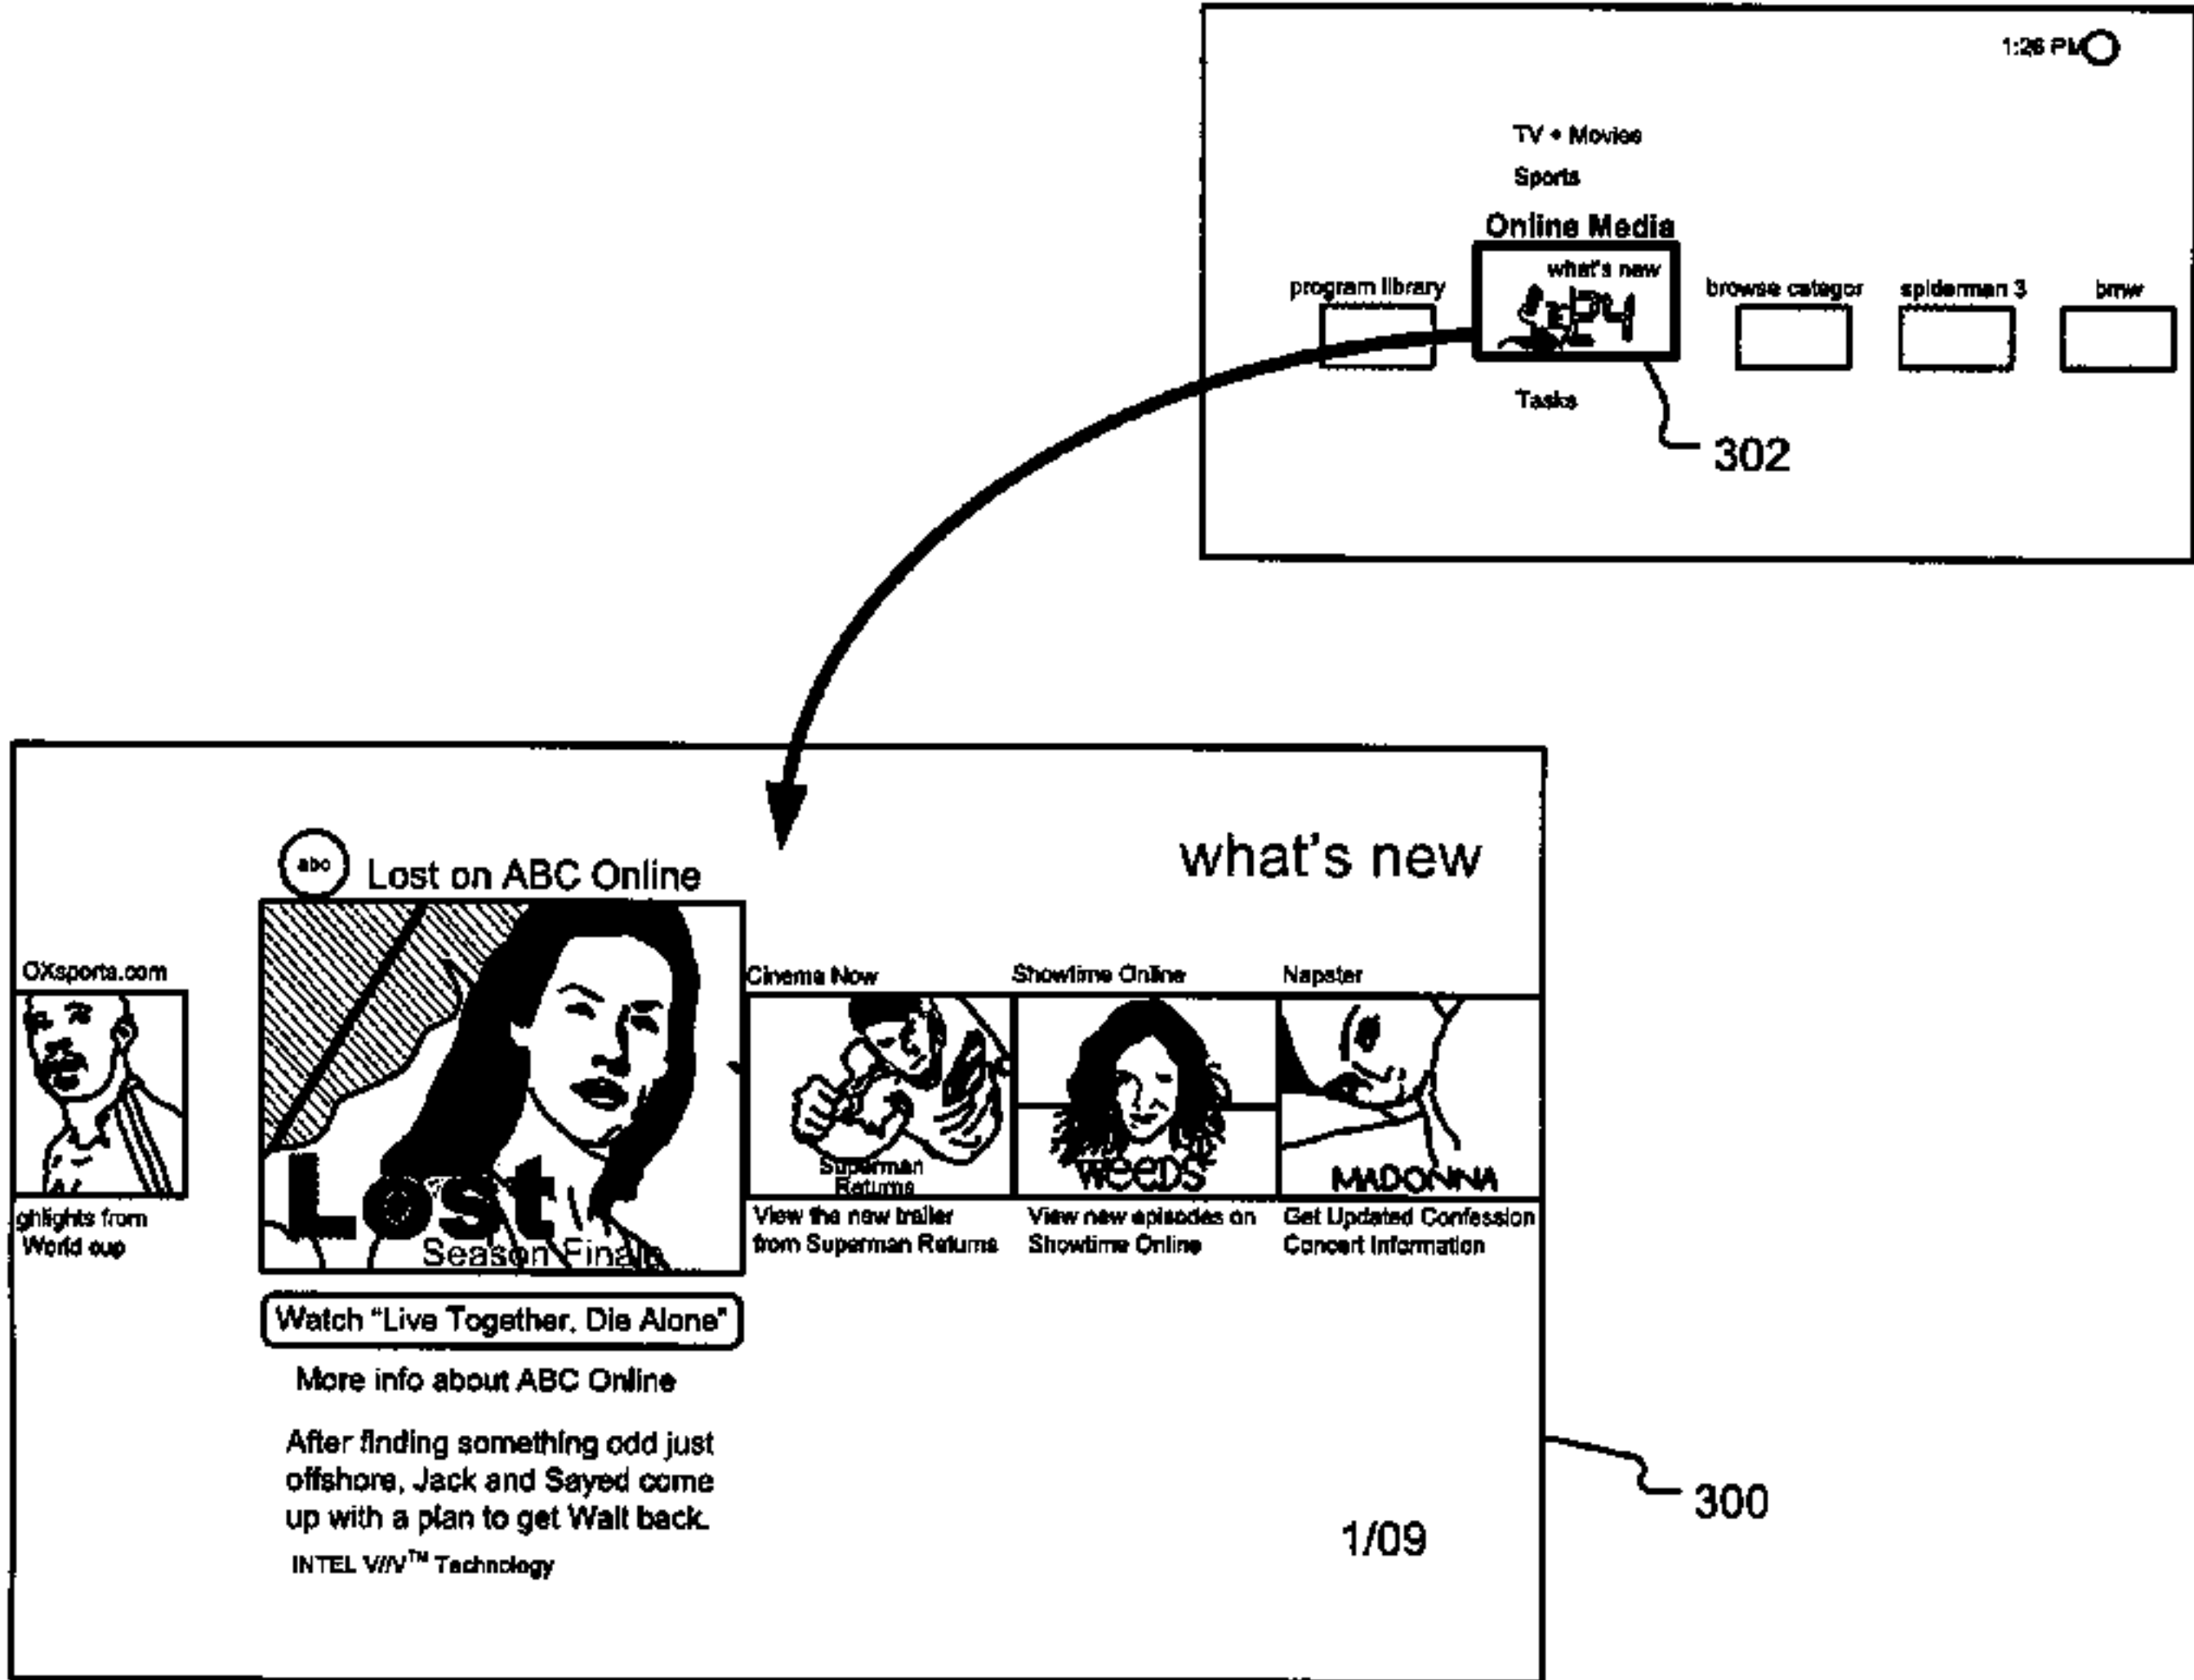 1:26 PM
TV • Movies
Sports
Online Media
what's new
program library
24
browse categor
spiderman 3
bmw
Tasks
302
what's new
abc
Lost on ABC Online
OXsports.com
Cinema Now
Showtime Online
Napster
Superman
Returns
WEEDS
MADONNA
ghlights from
World cup
Lost
Season Finale
View the new trailer
from Superman Returns
View new episodes on
Showtime Online
Get Updated Confession
Concert Information
Watch "Live Together, Die Alone"
More info about ABC Online
After finding something odd just
offshore, Jack and Sayed come
up with a plan to get Walt back.
INTEL V//V™ Technology
1/09
300